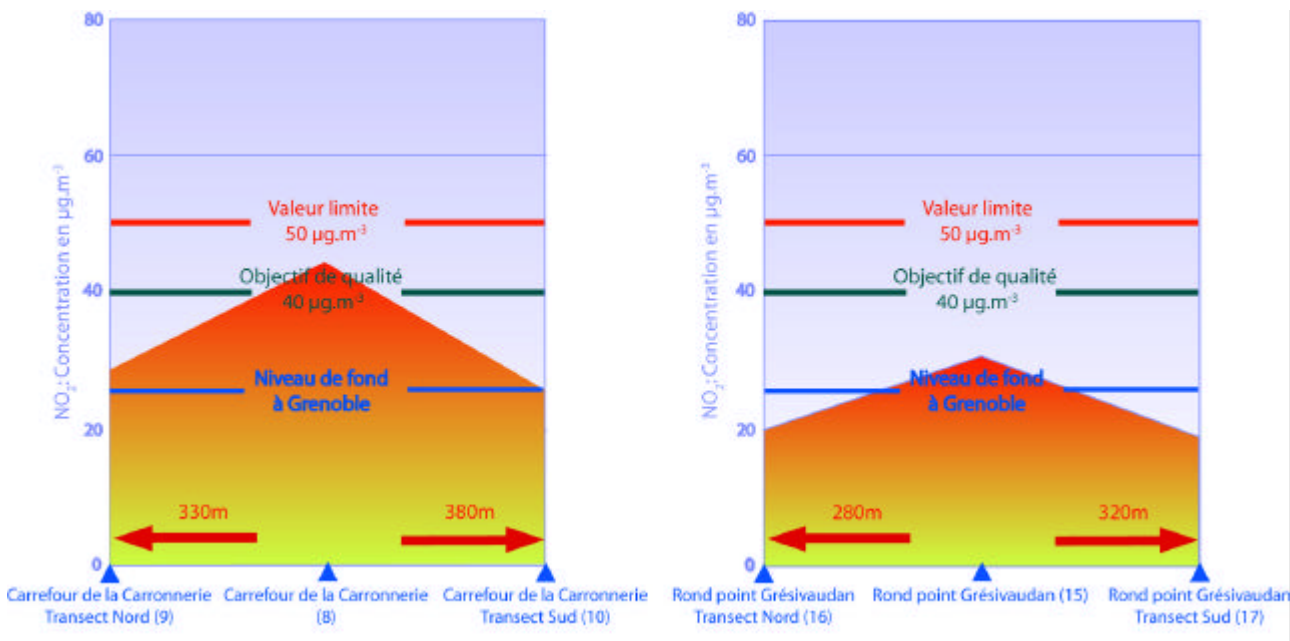 NO₂: Concentration en µg.m⁻³
80
60
40
20
0
Valeur limite
50 µg.m⁻³
Objectif de qualité
40 µg.m⁻³
Niveau de fond
à Grenoble
330m
380m
Carrefour de la Carronnerie
Transect Nord (9)
Carrefour de la Carronnerie
(8)
Carrefour de la Carronnerie
Transect Sud (10)
NO₂: Concentration en µg.m⁻³
80
60
40
20
0
Valeur limite
50 µg.m⁻³
Objectif de qualité
40 µg.m⁻³
Niveau de fond
à Grenoble
280m
320m
Rond point Grésivaudan
Transect Nord (16)
Rond point Grésivaudan (15)
Rond point Grésivaudan
Transect Sud (17)